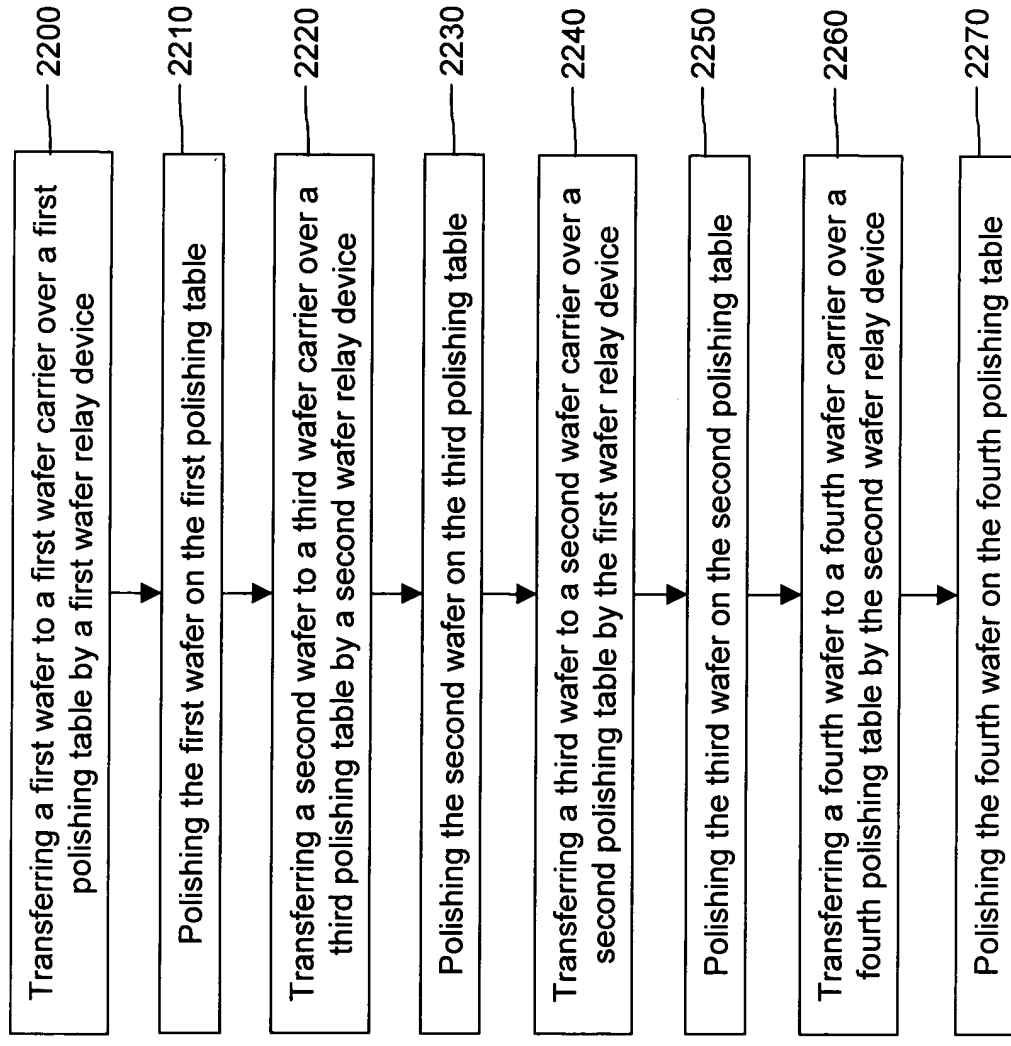 Transferring a first wafer to a first wafer carrier over a first
polishing table by a first wafer relay device
2200
Polishing the first wafer on the first polishing table
2210
Transferring a second wafer to a third wafer carrier over a
third polishing table by a second wafer relay device
2220
Polishing the second wafer on the third polishing table
2230
Transferring a third wafer to a second wafer carrier over a
second polishing table by the first wafer relay device
2240
Polishing the third wafer on the second polishing table
2250
Transferring a fourth wafer to a fourth wafer carrier over a
fourth polishing table by the second wafer relay device
2260
Polishing the fourth wafer on the fourth polishing table
2270